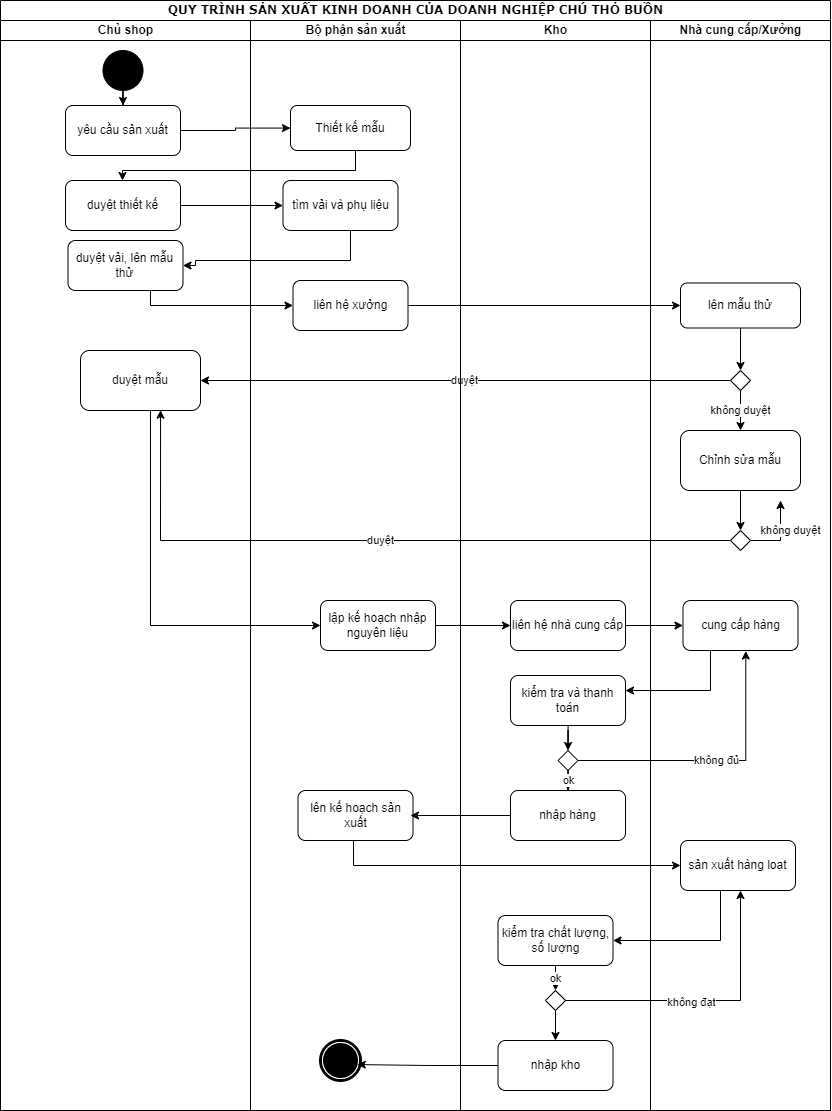 QUY TRÌNH SẢN XUẤT KINH DOANH CỦA DOANH NGHIỆP CHÚ THỎ BUỒN
Chủ shop
Bộ phận sản xuất
Kho
Nhà cung cấp/Xưởng
yêu cầu sản xuất
Thiết kế mẫu
duyệt thiết kế
tìm vải và phụ liệu
duyệt vải, lên mẫu
thử
liên hệ xưởng
lên mẫu thử
duyệt mẫu
duyệt
không duyệt
Chỉnh sửa mẫu
duyệt
không duyệt
lập kế hoạch nhập
nguyên liệu
liên hệ nhà cung cấp
cung cấp hàng
kiểm tra và thanh
toán
không đủ
ok
lên kế hoạch sản
xuất
nhập hàng
sản xuất hàng loạt
kiểm tra chất lượng,
số lượng
ok
không đạt
nhập kho